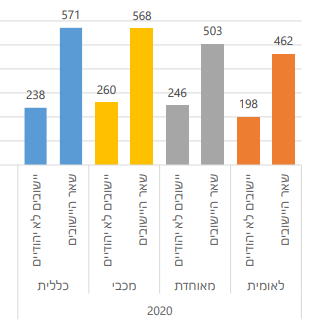 571
568
503
462
238
260
246
198
יישובים לא יהודיים
שאר היישובים
יישובים לא יהודיים
שאר היישובים
יישובים לא יהודיים
שאר היישובים
יישובים לא יהודיים
שאר היישובים
כללית
מכבי
מאוחדת
לאומית
2020